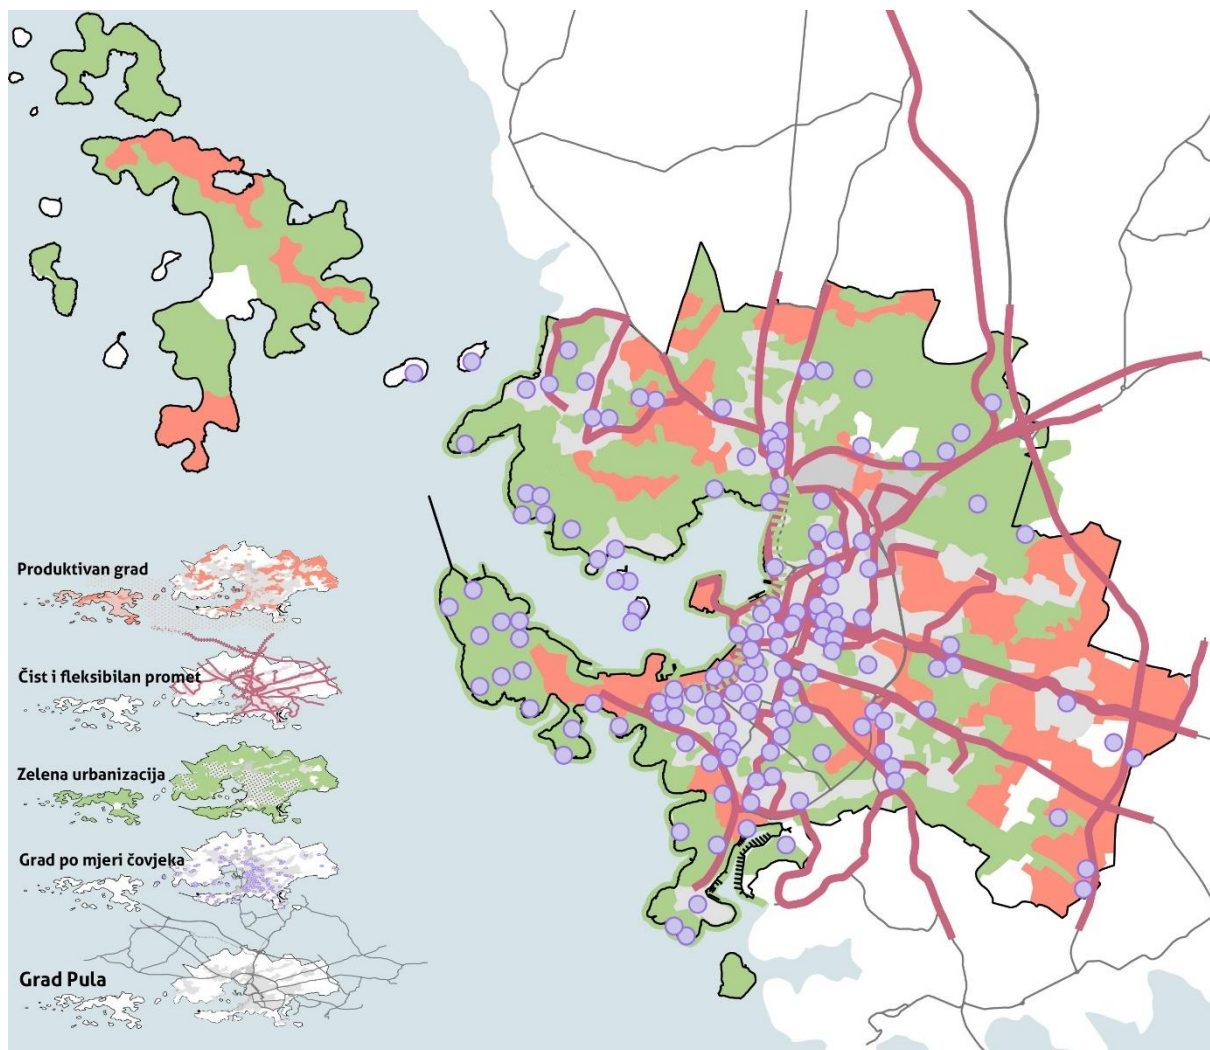 Produktivan grad
Čist i fleksibilan promet
Zelena urbanizacija
Grad po mjeri čovjeka
Grad Pula